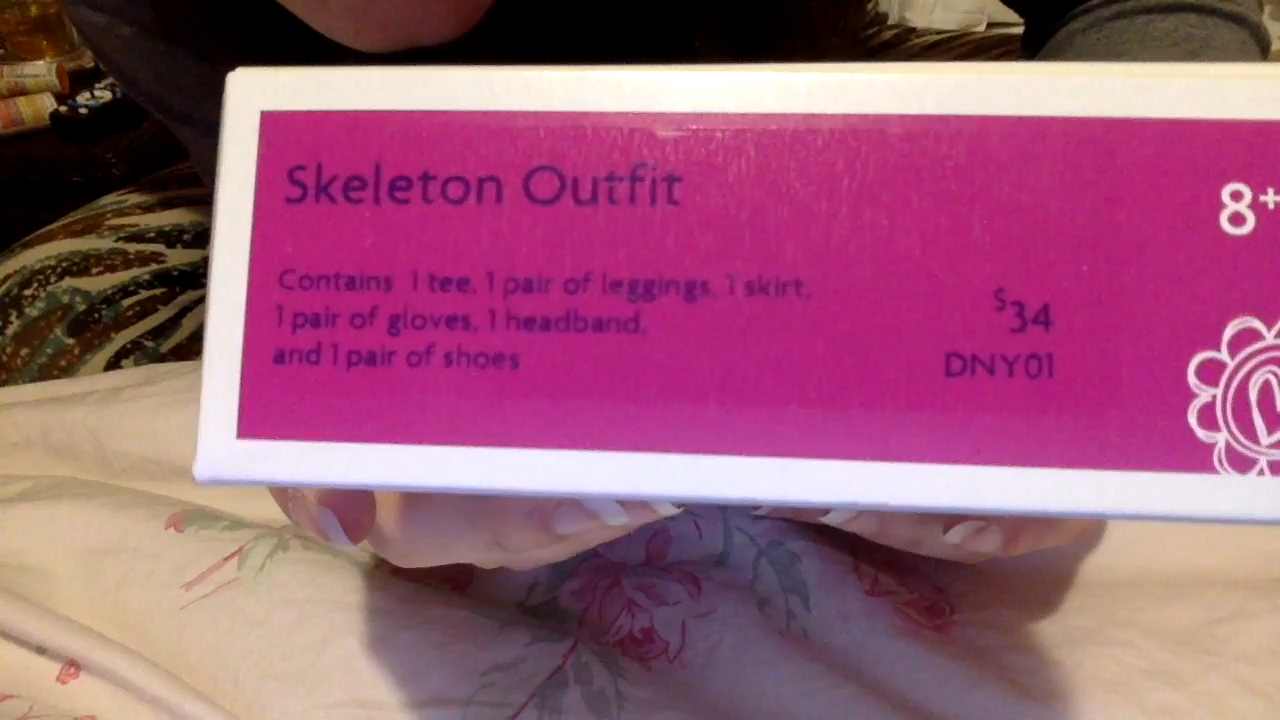 Skeleton Outfit
8+
Contains 1 tee, 1 pair of leggings, 1 skirt,
1 pair of gloves, 1 headband,
and 1 pair of shoes
$34
DNY01